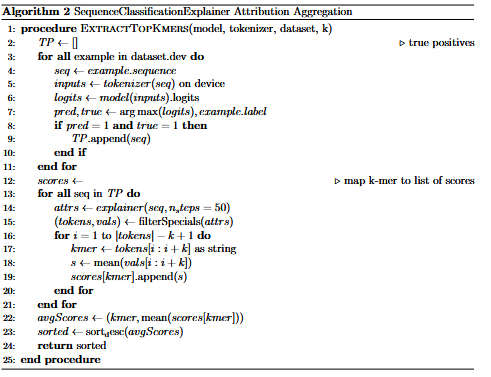 Algorithm 2 SequenceClassificationExplainer Attribution Aggregation
1: procedure EXTRACTTOPKMERS(model, tokenizer, dataset, k)
2: TP ← [] ▷ true positives
3: for all example in dataset.dev do
4: seq ← example.sequence
5: inputs ← tokenizer(seq) on device
6: logits ← model(inputs).logits
7: pred, true ← arg max(logits), example.label
8: if pred = 1 and true = 1 then
9: TP.append(seq)
10: end if
11: end for
12: scores ← ▷ map k-mer to list of scores
13: for all seq in TP do
14: attrs ← explainer(seq, nₛteps = 50)
15: (tokens, vals) ← filterSpecials(attrs)
16: for i = 1 to |tokens| − k + 1 do
17: kmer ← tokens[i : i + k] as string
18: s ← mean(vals[i : i + k])
19: scores[kmer].append(s)
20: end for
21: end for
22: avgScores ← (kmer, mean(scores[kmer]))
23: sorted ← sort_desc(avgScores)
24: return sorted
25: end procedure